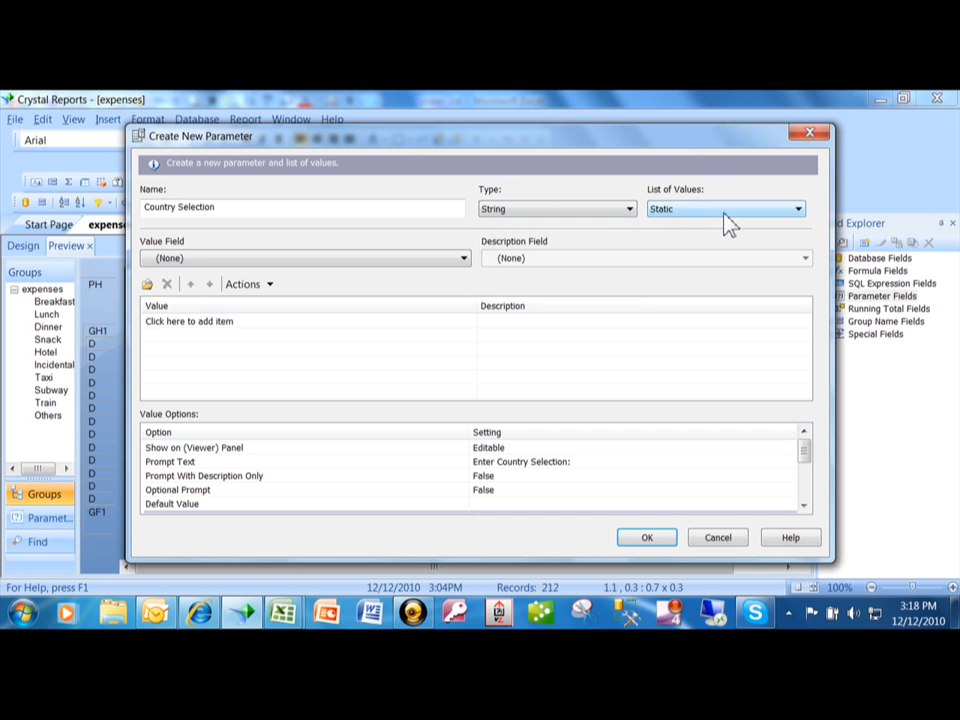 Crystal Reports - [expenses]
File Edit View Insert Format Database Report Window Help
Arial
Create New Parameter
Create a new parameter and list of values.
Name:
Type:
List of Values:
Country Selection
String
Static
Start Page
expens
d Explorer
Value Field
Description Field
Design
Preview
(None)
(None)
Database Fields
Formula Fields
SQL Expression Fields
Parameter Fields
Running Total Fields
Group Name Fields
Special Fields
Groups
expenses
Breakfast
Lunch
Dinner
Snack
Hotel
Incidental
Taxi
Subway
Train
Others
PH
GH1
D
D
D
D
D
D
D
D
D
D
D
D
D
GF1
Actions
Value
Description
Click here to add item
Value Options:
Option
Setting
Show on (Viewer) Panel
Editable
Prompt Text
Enter Country Selection:
Prompt With Description Only
False
Optional Prompt
False
Default Value
Groups
Paramet...
Find
OK
Cancel
Help
For Help, press F1
12/12/2010 3:04PM
Records: 212
1.1 , 0.3 : 0.7 x 0.3
100%
3:18 PM
12/12/2010